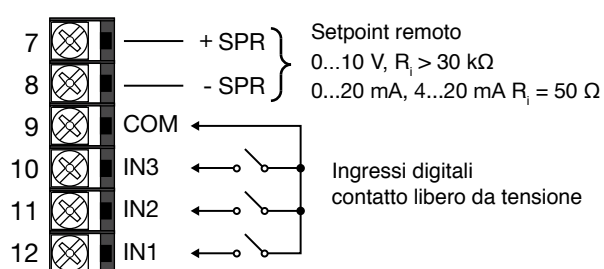 7 + SPR
8 - SPR
Setpoint remoto
0...10 V, Ri > 30 kΩ
0...20 mA, 4...20 mA Ri = 50 Ω
9 COM
10 IN3
11 IN2
12 IN1
Ingressi digitali
contatto libero da tensione